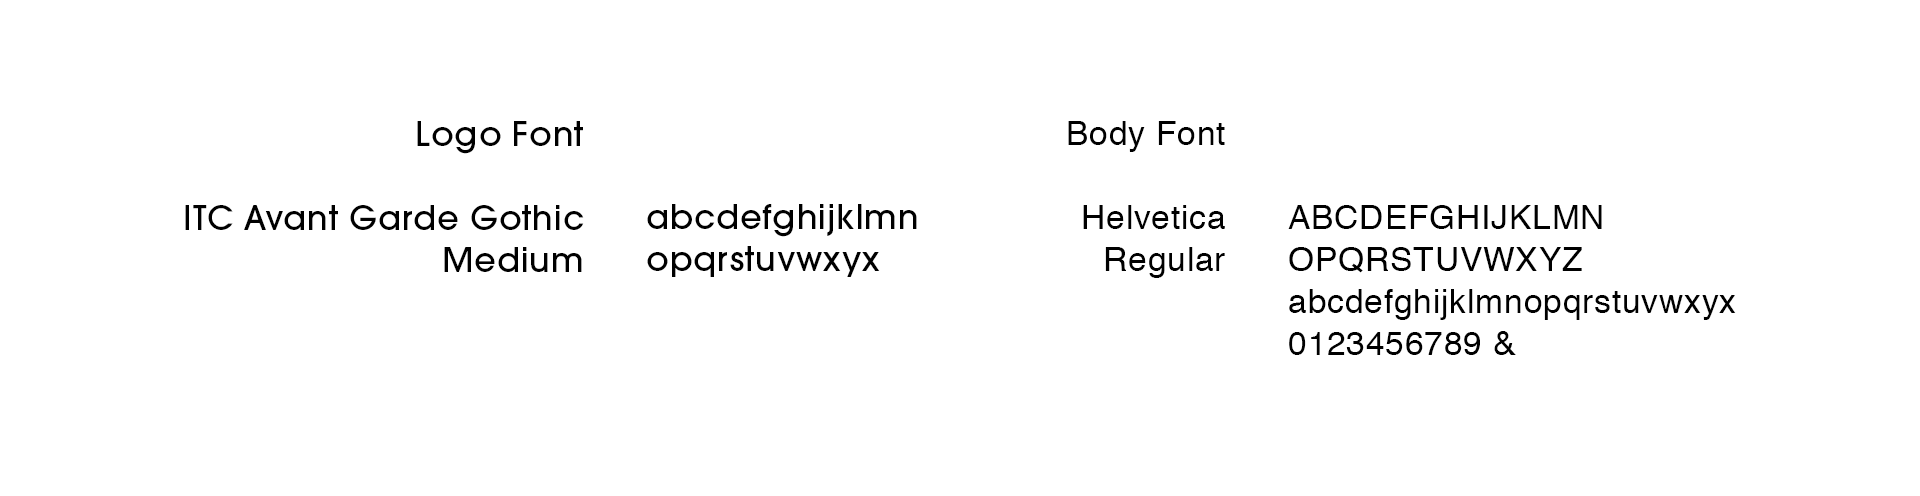 Logo Font
ITC Avant Garde Gothic
Medium
abcdefghijklmn
opqrstuvwxyx
Body Font
Helvetica
Regular
ABCDEFGHIJKLMN
OPQRSTUVWXYZ
abcdefghijklmnopqrstuvwxyx
0123456789 &